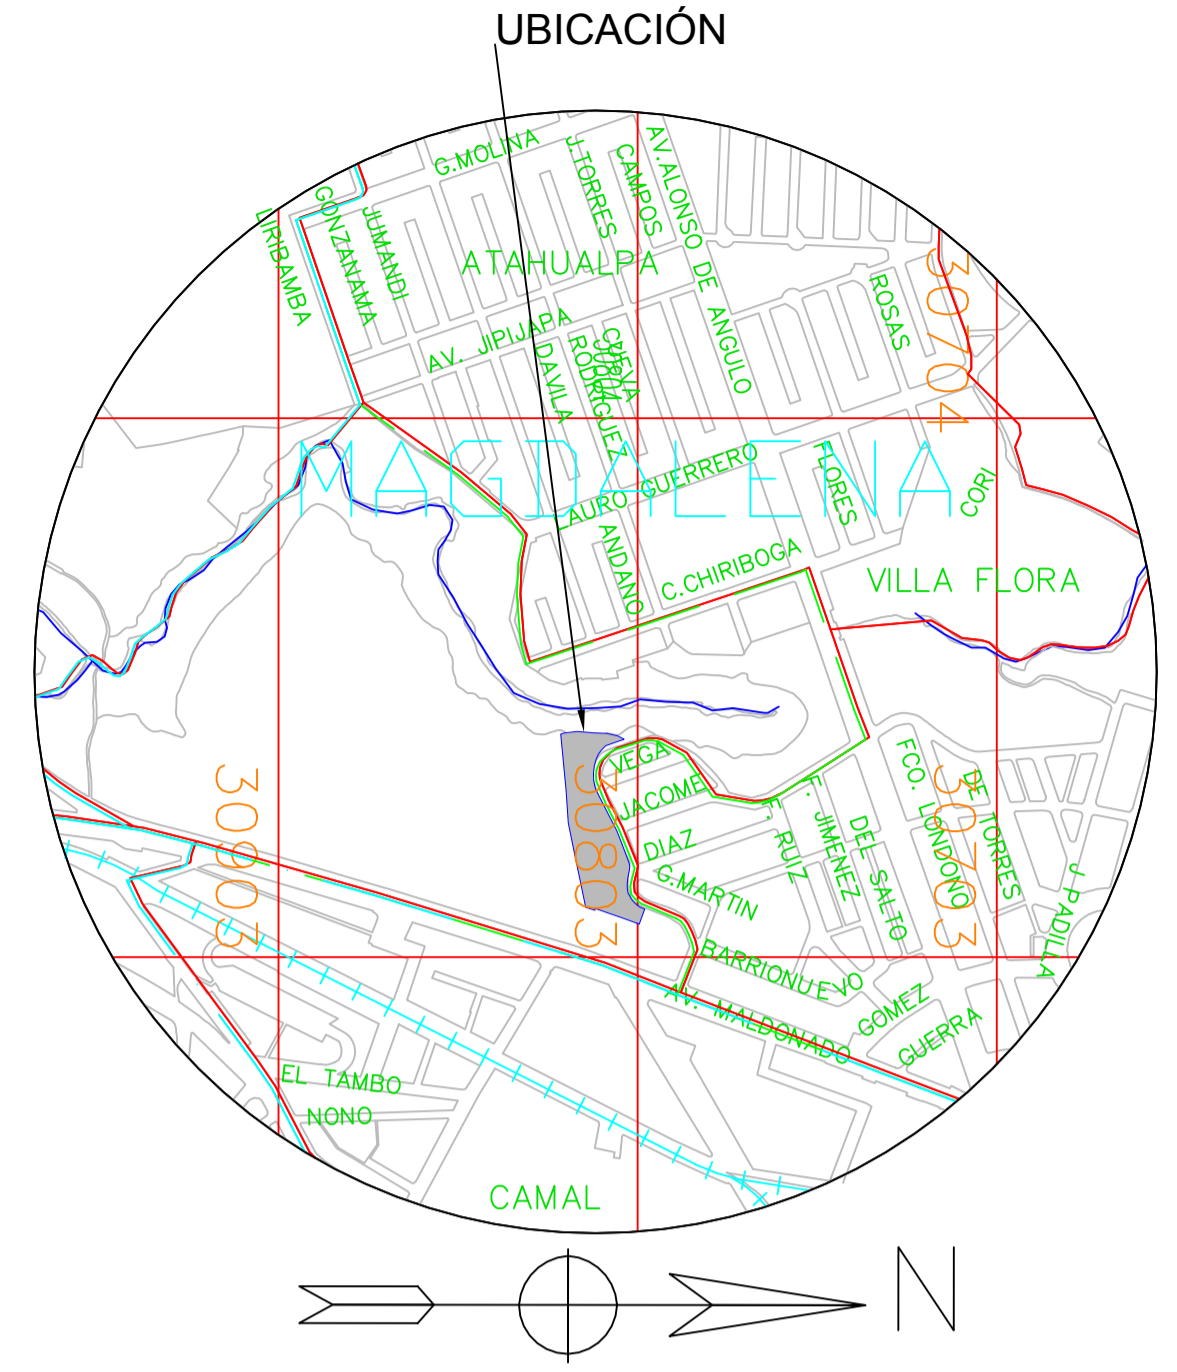 UBICACIÓN
G.MOLINA
J.TORRES
CAMPOS
AV.ALONSO DE ANGULO
LIRIBAMBA
GONZANAMA
JUMANDI
ATAHUALPA
30704
ROSAS
AV. JIPIJAPA
DAVILA
RODRIGUEZ
CUEVA
MAGDALENA
LAURO GUERRERO
FLORES
CORI
ANDANO
C.CHIRIBOGA
VILLA FLORA
VEGA
JACOME
DIAZ
C.MARTIN
F. RUIZ
F. JIMENEZ
DEL SALTO
FCO. LONDONO
DE TORRES
J.PADILLA
30903
30803
30703
BARRIONUEVO
AV. MALDONADO
GOMEZ
GUERRA
EL TAMBO
NONO
CAMAL
N